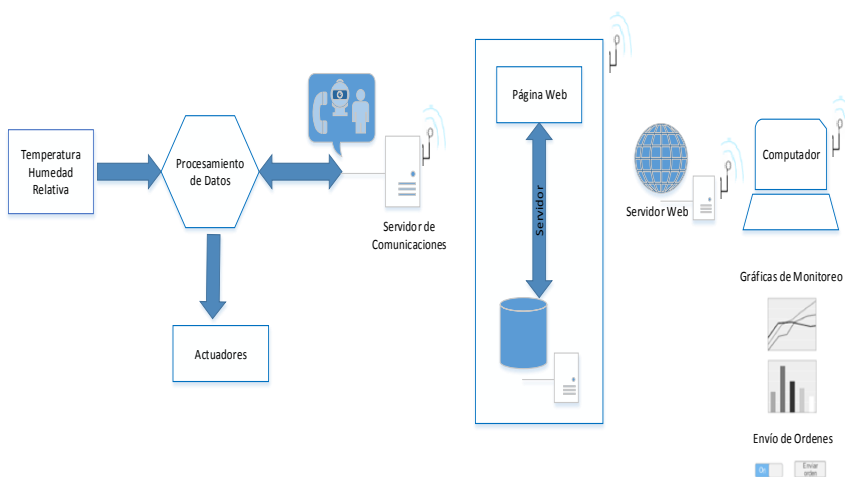 Temperatura
Humedad
Relativa
Procesamiento
de Datos
Actuadores
Servidor de
Comunicaciones
Página Web
Servidor
Servidor Web
Computador
Gráficas de Monitoreo
Envío de Ordenes
On
Enviar
orden